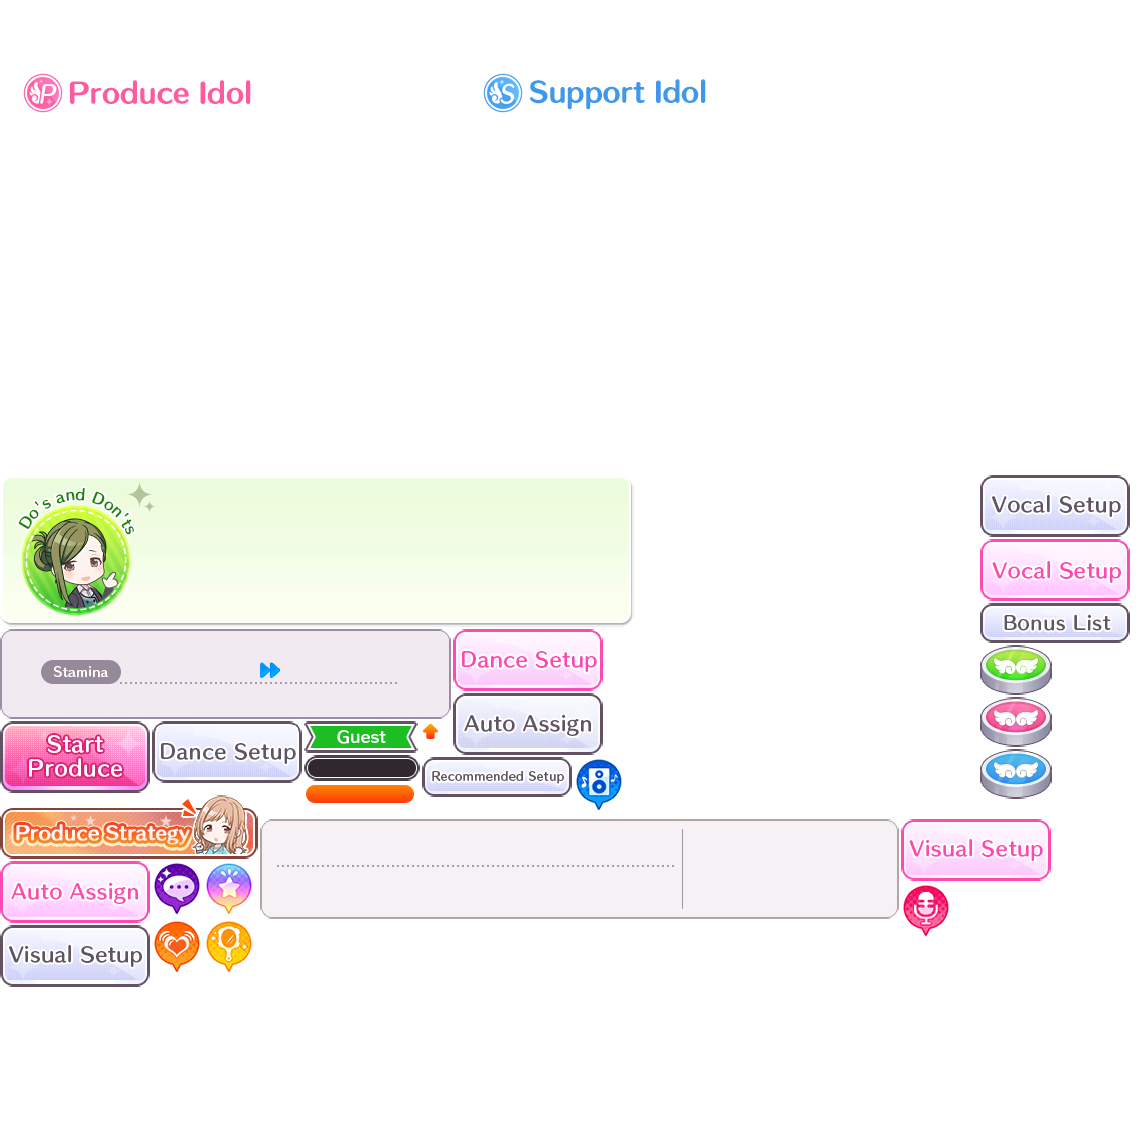 Produce Idol
Support Idol
Do's and Don'ts
Vocal Setup
Vocal Setup
Bonus List
Stamina
Dance Setup
Auto Assign
Start
Produce
Dance Setup
Guest
Recommended Setup
Produce Strategy
Visual Setup
Auto Assign
Visual Setup